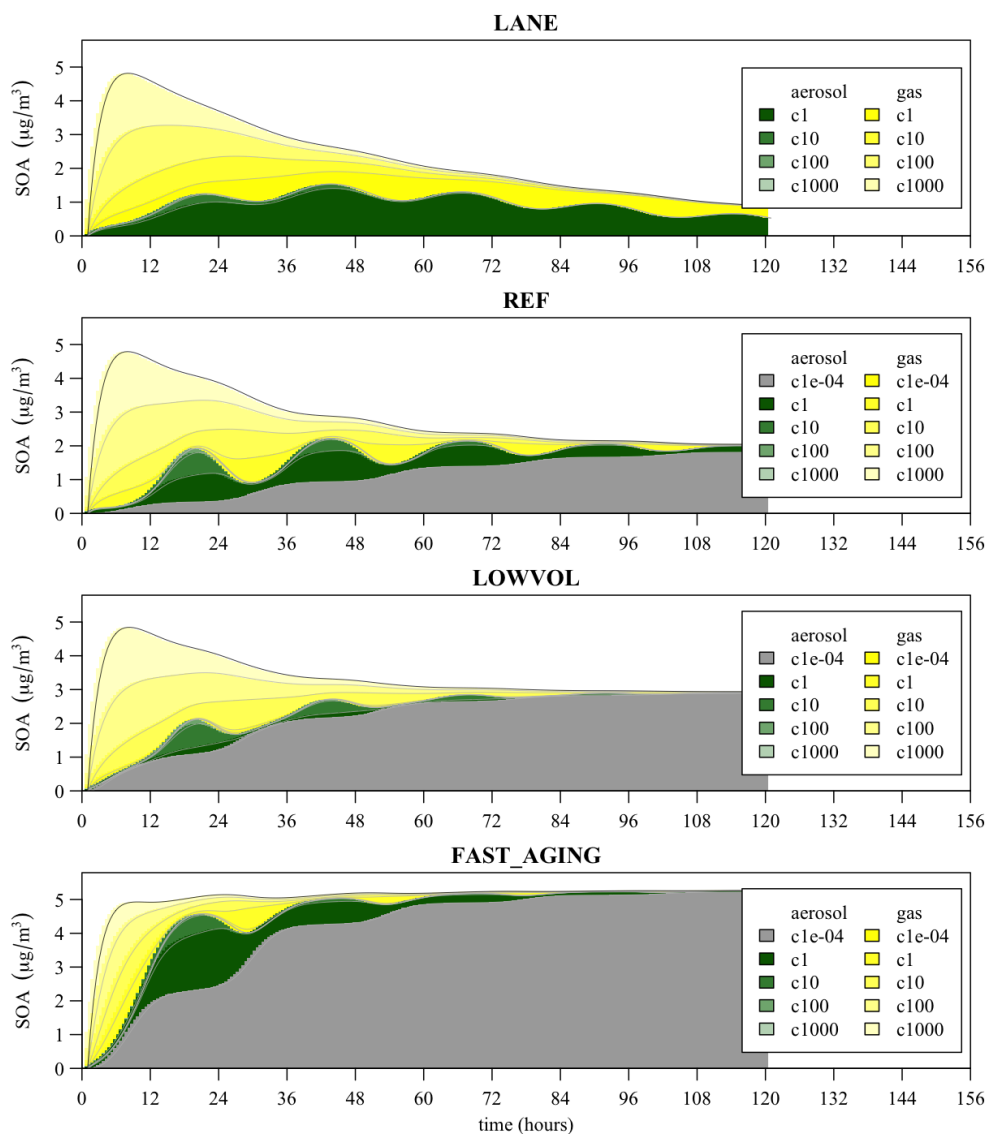 LANE
SOA (μg/m³)
5
4
3
2
1
0
aerosol gas
c1 c1
c10 c10
c100 c100
c1000 c1000
0 12 24 36 48 60 72 84 96 108 120 132 144 156
REF
SOA (μg/m³)
5
4
3
2
1
0
aerosol gas
c1e-04 c1e-04
c1 c1
c10 c10
c100 c100
c1000 c1000
0 12 24 36 48 60 72 84 96 108 120 132 144 156
LOWVOL
SOA (μg/m³)
5
4
3
2
1
0
aerosol gas
c1e-04 c1e-04
c1 c1
c10 c10
c100 c100
c1000 c1000
0 12 24 36 48 60 72 84 96 108 120 132 144 156
FAST_AGING
SOA (μg/m³)
5
4
3
2
1
0
aerosol gas
c1e-04 c1e-04
c1 c1
c10 c10
c100 c100
c1000 c1000
0 12 24 36 48 60 72 84 96 108 120 132 144 156
time (hours)